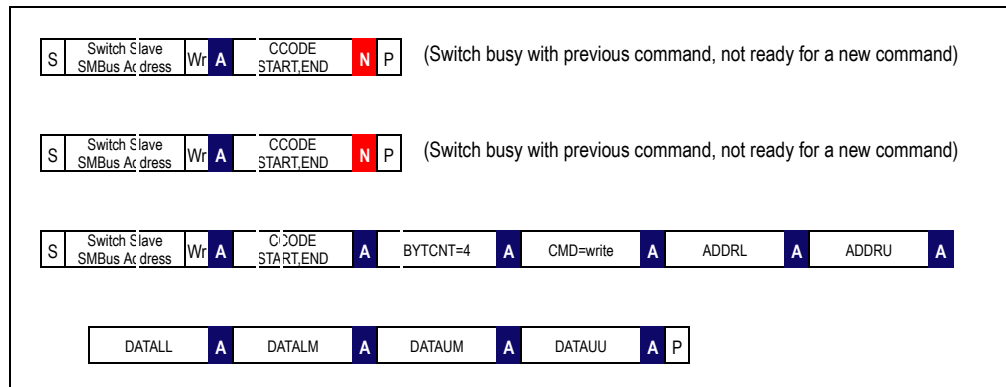 S Switch Slave SMBus Address Wr A CCODE START,END N P (Switch busy with previous command, not ready for a new command)
S Switch Slave SMBus Address Wr A CCODE START,END N P (Switch busy with previous command, not ready for a new command)
S Switch Slave SMBus Address Wr A CCODE START,END A BYTCNT=4 A CMD=write A ADDRL A ADDRU A
DATALL A DATALM A DATAUM A DATAUU A P